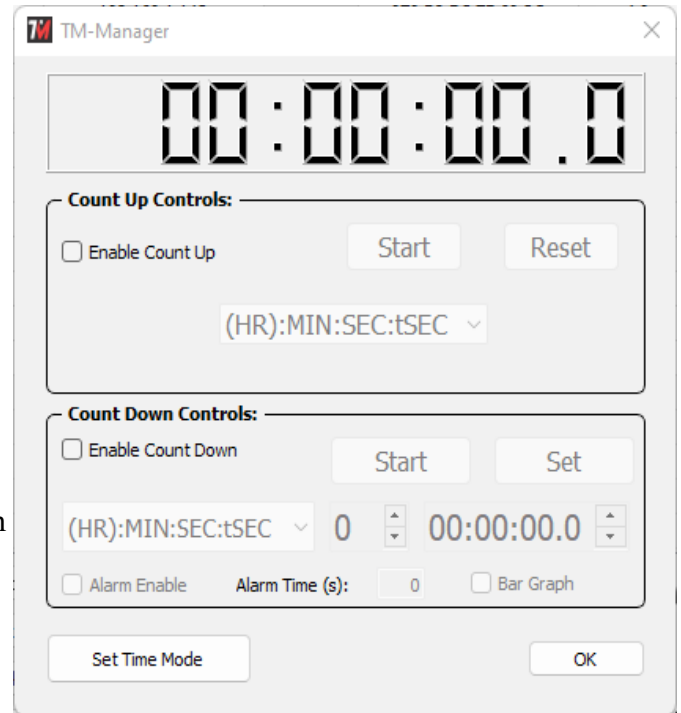 TM-Manager
00:00:00.0
Count Up Controls:
Enable Count Up
Start
Reset
(HR):MIN:SEC:tSEC
Count Down Controls:
Enable Count Down
Start
Set
(HR):MIN:SEC:tSEC
0
00:00:00.0
Alarm Enable
Alarm Time (s):
0
Bar Graph
Set Time Mode
OK